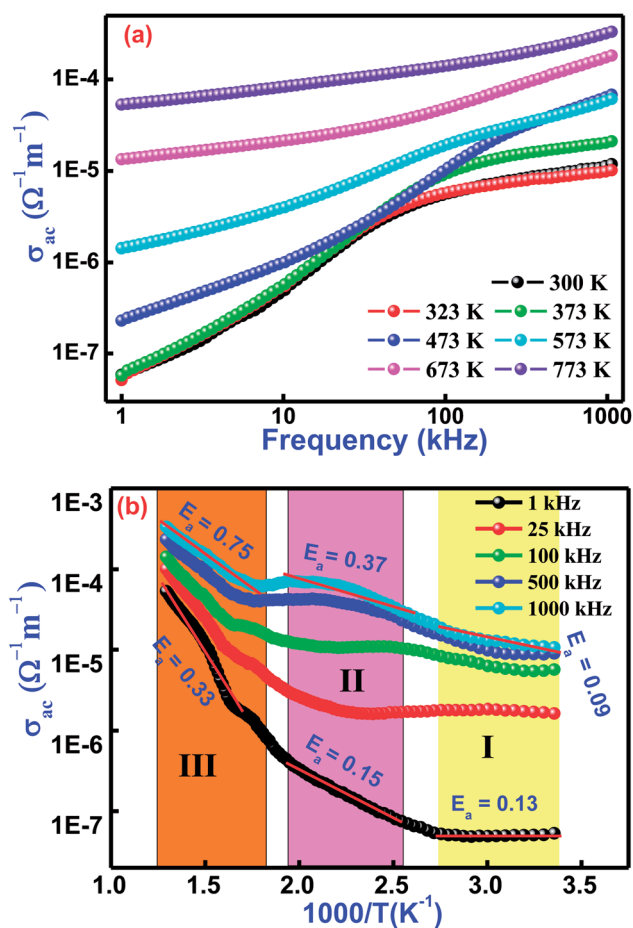 (a)
1E-4
1E-5
1E-6
1E-7
σac (Ω⁻¹m⁻¹)
300 K
323 K 373 K
473 K 573 K
673 K 773 K
1 10 100 1000
Frequency (kHz)
(b)
1E-3
1E-4
1E-5
1E-6
1E-7
σac (Ω⁻¹m⁻¹)
1 kHz
25 kHz
100 kHz
500 kHz
1000 kHz
Ea = 0.75
Ea = 0.37
Ea = 0.09
Ea = 0.33
Ea = 0.15
Ea = 0.13
III
II
I
1.0 1.5 2.0 2.5 3.0 3.5
1000/T(K⁻¹)